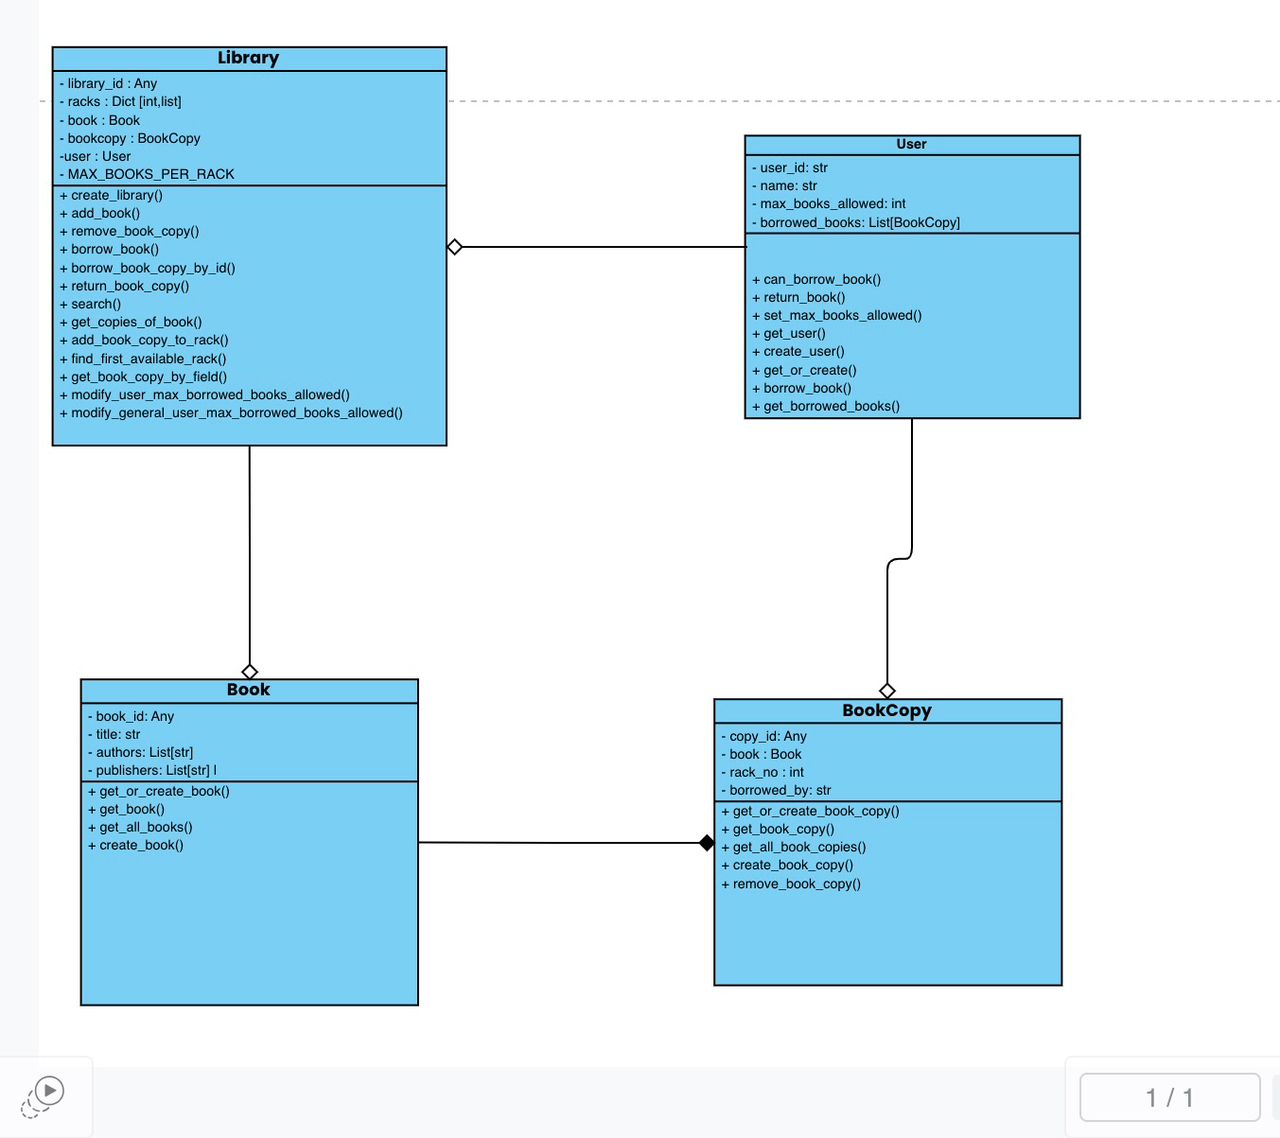 Library
- library_id : Any
- racks : Dict [int,list]
- book : Book
- bookcopy : BookCopy
-user : User
- MAX_BOOKS_PER_RACK
+ create_library()
+ add_book()
+ remove_book_copy()
+ borrow_book()
+ borrow_book_copy_by_id()
+ return_book_copy()
+ search()
+ get_copies_of_book()
+ add_book_copy_to_rack()
+ find_first_available_rack()
+ get_book_copy_by_field()
+ modify_user_max_borrowed_books_allowed()
+ modify_general_user_max_borrowed_books_allowed()
User
- user_id: str
- name: str
- max_books_allowed: int
- borrowed_books: List[BookCopy]
+ can_borrow_book()
+ return_book()
+ set_max_books_allowed()
+ get_user()
+ create_user()
+ get_or_create()
+ borrow_book()
+ get_borrowed_books()
Book
- book_id: Any
- title: str
- authors: List[str]
- publishers: List[str] l
+ get_or_create_book()
+ get_book()
+ get_all_books()
+ create_book()
BookCopy
- copy_id: Any
- book : Book
- rack_no : int
- borrowed_by: str
+ get_or_create_book_copy()
+ get_book_copy()
+ get_all_book_copies()
+ create_book_copy()
+ remove_book_copy()
1 / 1